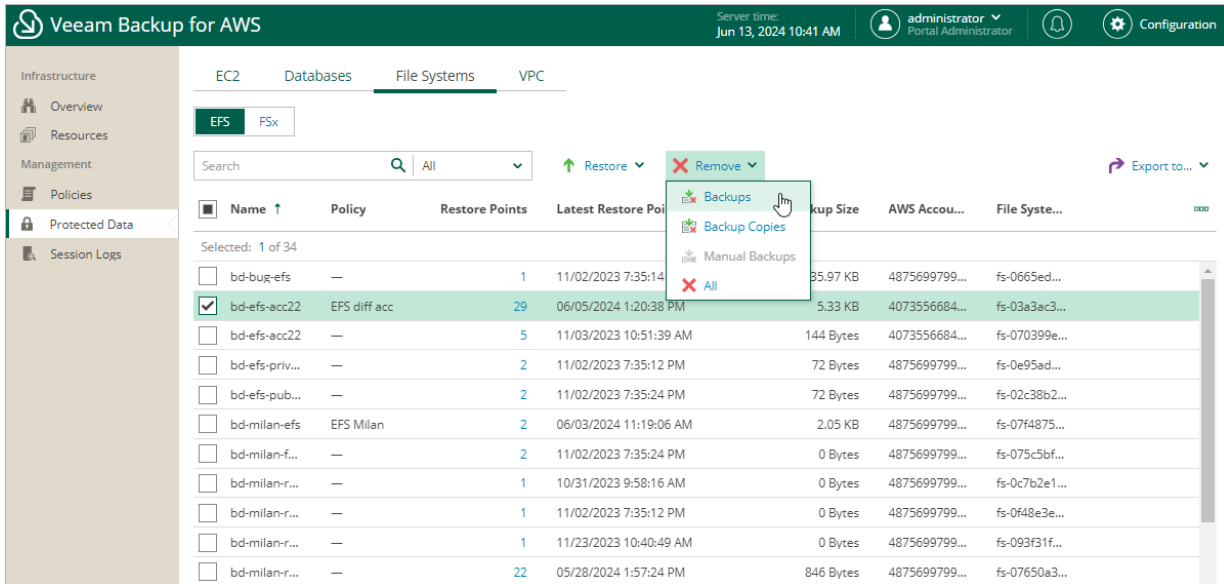 Veeam Backup for AWS
Server time:
Jun 13, 2024 10:41 AM
administrator
Portal Administrator
Configuration
Infrastructure
Overview
Resources
Management
Policies
Protected Data
Session Logs
EC2 Databases File Systems VPC
EFS FSx
Search All Restore Remove Export to...
Backups
Backup Copies
Manual Backups
All
Name Policy Restore Points Latest Restore Poi kup Size AWS Accou... File Syste...
Selected: 1 of 34
bd-bug-efs — 1 11/02/2023 7:35:14 35.97 KB 4875699799... fs-0665ed...
bd-efs-acc22 EFS diff acc 29 06/05/2024 1:20:38 PM 5.33 KB 4073556684... fs-03a3ac3...
bd-efs-acc22 — 5 11/03/2023 10:51:39 AM 144 Bytes 4073556684... fs-070399e...
bd-efs-priv... — 2 11/02/2023 7:35:12 PM 72 Bytes 4875699799... fs-0e95ad...
bd-efs-pub... — 2 11/02/2023 7:35:24 PM 72 Bytes 4875699799... fs-02c38b2...
bd-milan-efs EFS Milan 2 06/03/2024 11:19:06 AM 2.05 KB 4875699799... fs-07f4875...
bd-milan-f... — 2 11/02/2023 7:35:24 PM 0 Bytes 4875699799... fs-075c5bf...
bd-milan-r... — 1 10/31/2023 9:58:16 AM 0 Bytes 4875699799... fs-0c7b2e1...
bd-milan-r... — 1 11/02/2023 7:35:12 PM 0 Bytes 4875699799... fs-0f48e3e...
bd-milan-r... — 1 11/23/2023 10:40:49 AM 0 Bytes 4875699799... fs-093f31f...
bd-milan-r... — 22 05/28/2024 1:57:24 PM 846 Bytes 4875699799... fs-07650a3...